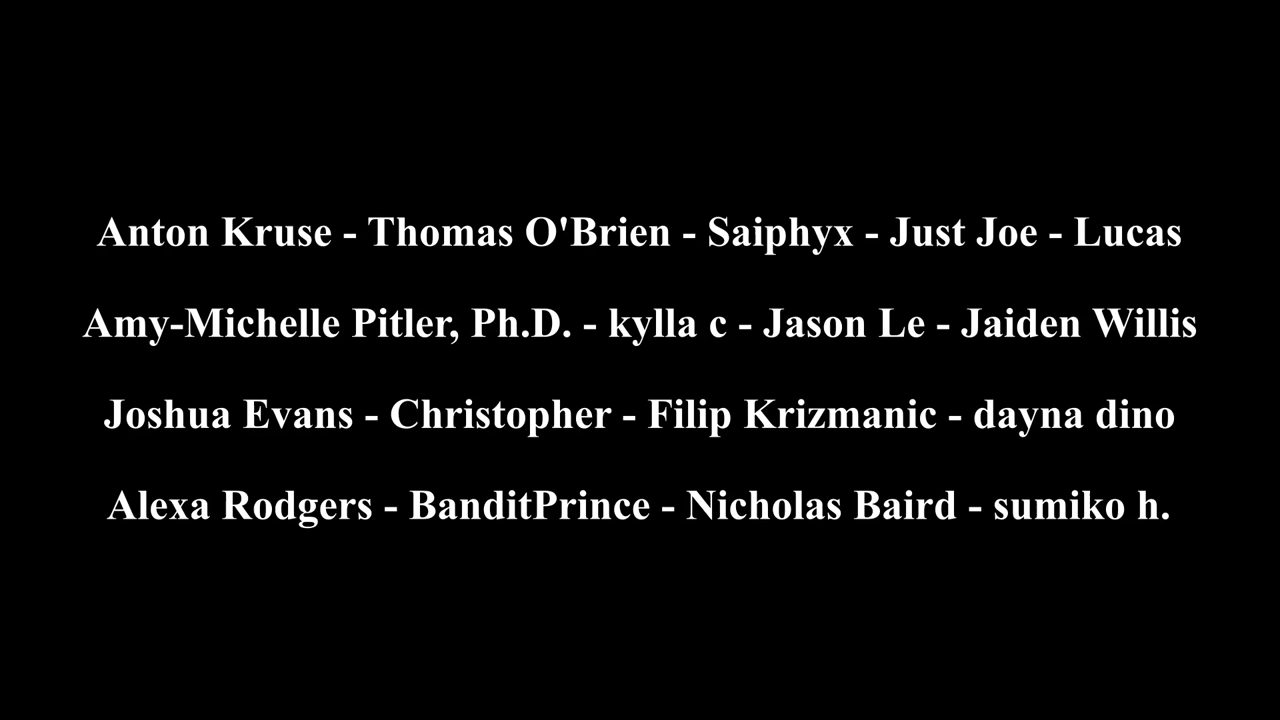 Anton Kruse - Thomas O'Brien - Saiphyx - Just Joe - Lucas
Amy-Michelle Pitler, Ph.D. - kylla c - Jason Le - Jaiden Willis
Joshua Evans - Christopher - Filip Krizmanic - dayna dino
Alexa Rodgers - BanditPrince - Nicholas Baird - sumiko h.